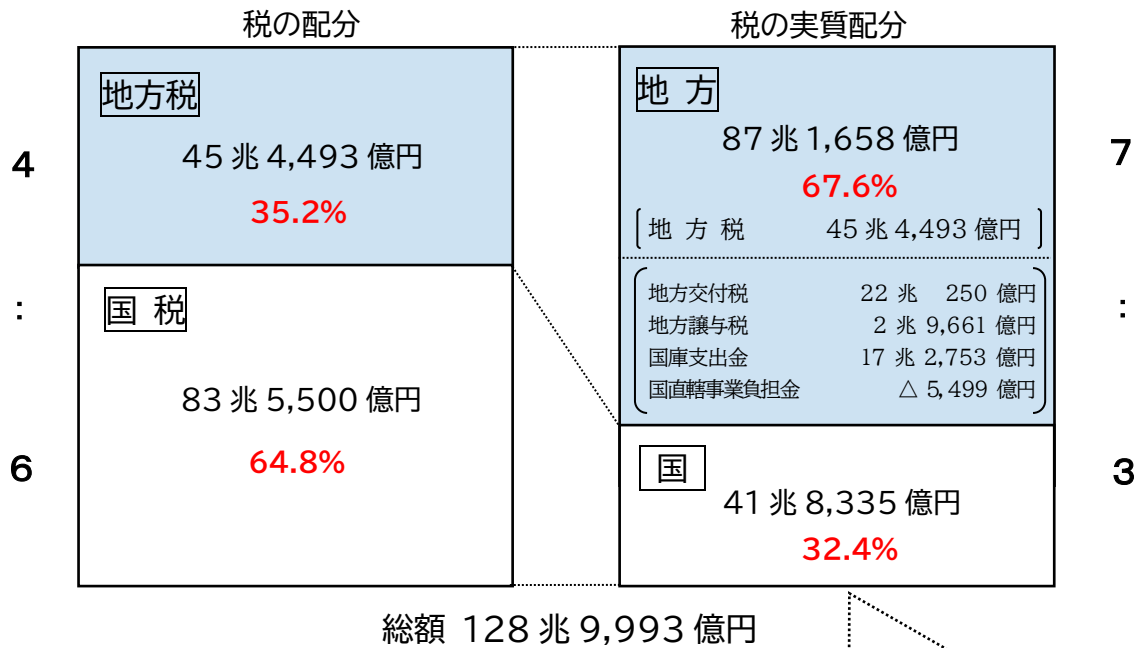 税の配分
税の実質配分
4
:
6
地方税
45 兆 4,493 億円
35.2%
国 税
83 兆 5,500 億円
64.8%
地 方
87 兆 1,658 億円
67.6%
地 方 税 45 兆 4,493 億円
地方交付税 22 兆 250 億円
地方譲与税 2 兆 9,661 億円
国庫支出金 17 兆 2,753 億円
国直轄事業負担金 △ 5,499 億円
国
41 兆 8,335 億円
32.4%
7
:
3
総額 128 兆 9,993 億円